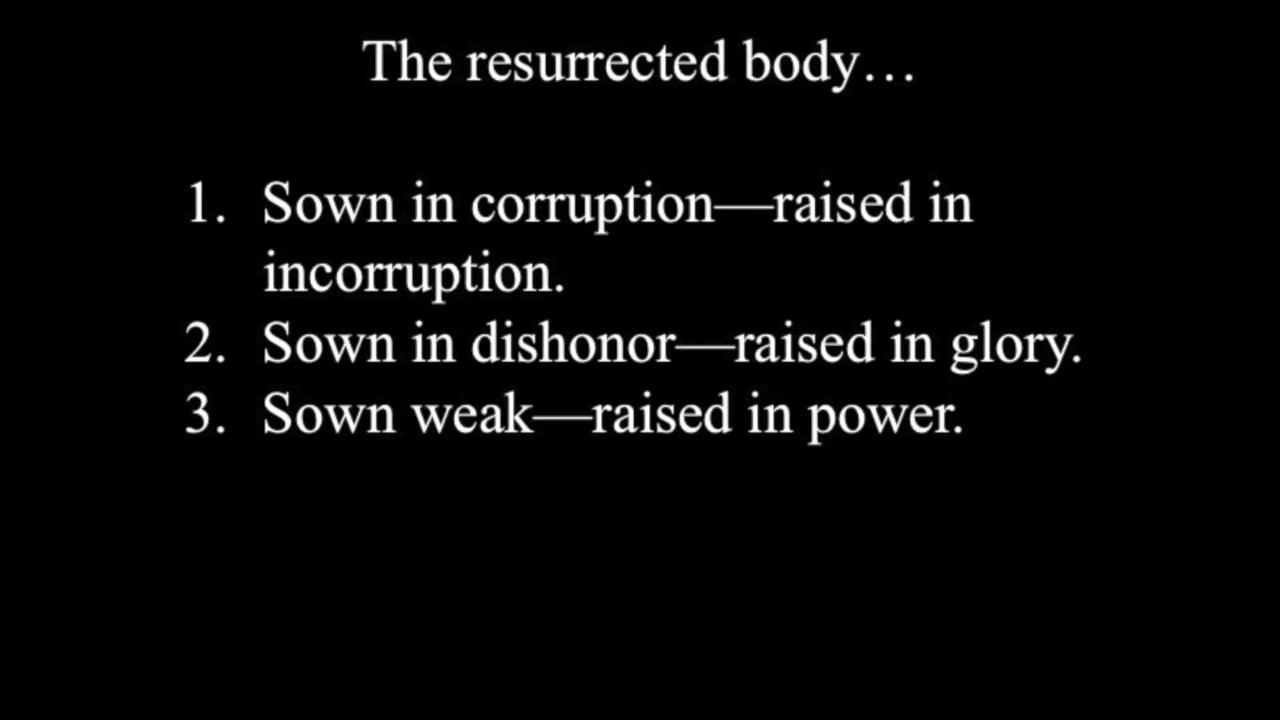 The resurrected body…
1. Sown in corruption—raised in
incorruption.
2. Sown in dishonor—raised in glory.
3. Sown weak—raised in power.